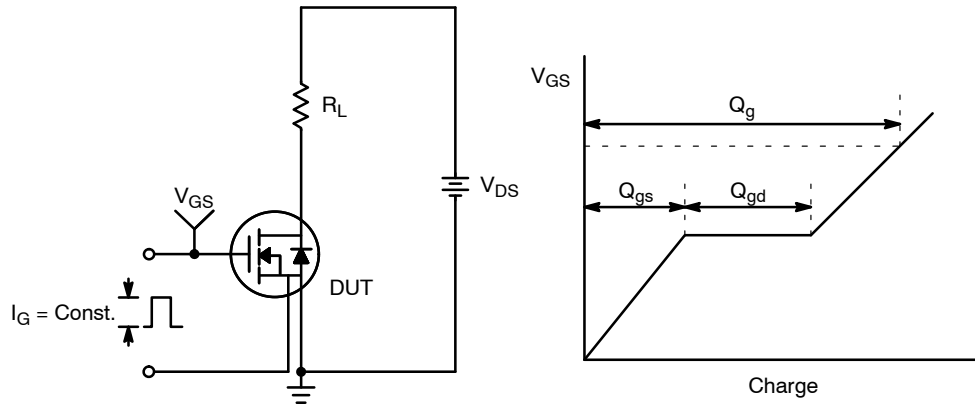 R_L
V_GS
V_DS
DUT
I_G = Const.
V_GS
Q_g
Q_gs
Q_gd
Charge